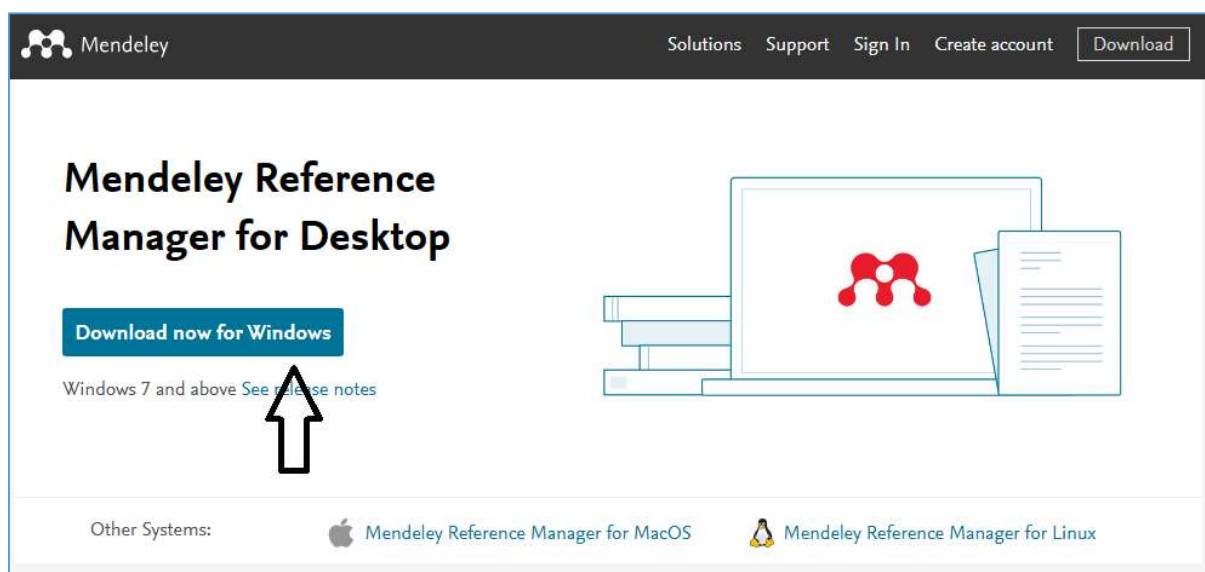 Mendeley Solutions Support Sign In Create account Download
Mendeley Reference
Manager for Desktop
Download now for Windows
Windows 7 and above See release notes
Other Systems: Mendeley Reference Manager for MacOS Mendeley Reference Manager for Linux